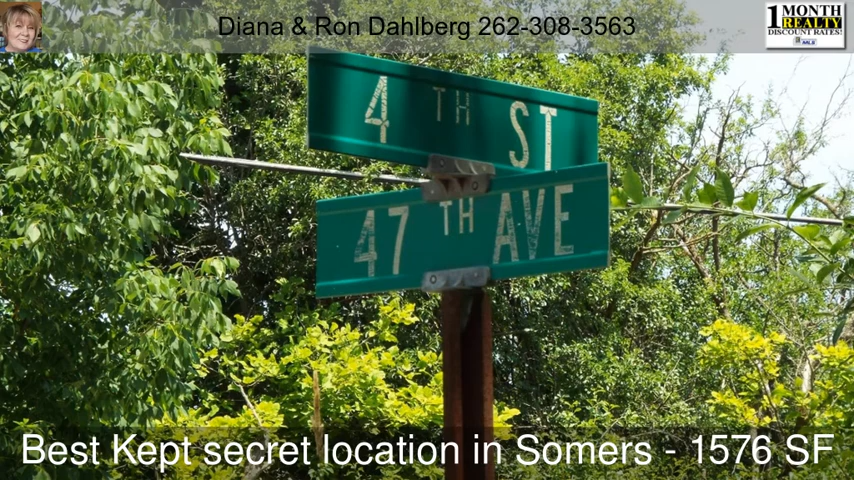 Diana & Ron Dahlberg 262-308-3563
1 MONTH
REALTY
DISCOUNT RATES!
4 TH ST
47 TH AVE
Best Kept secret location in Somers - 1576 SF